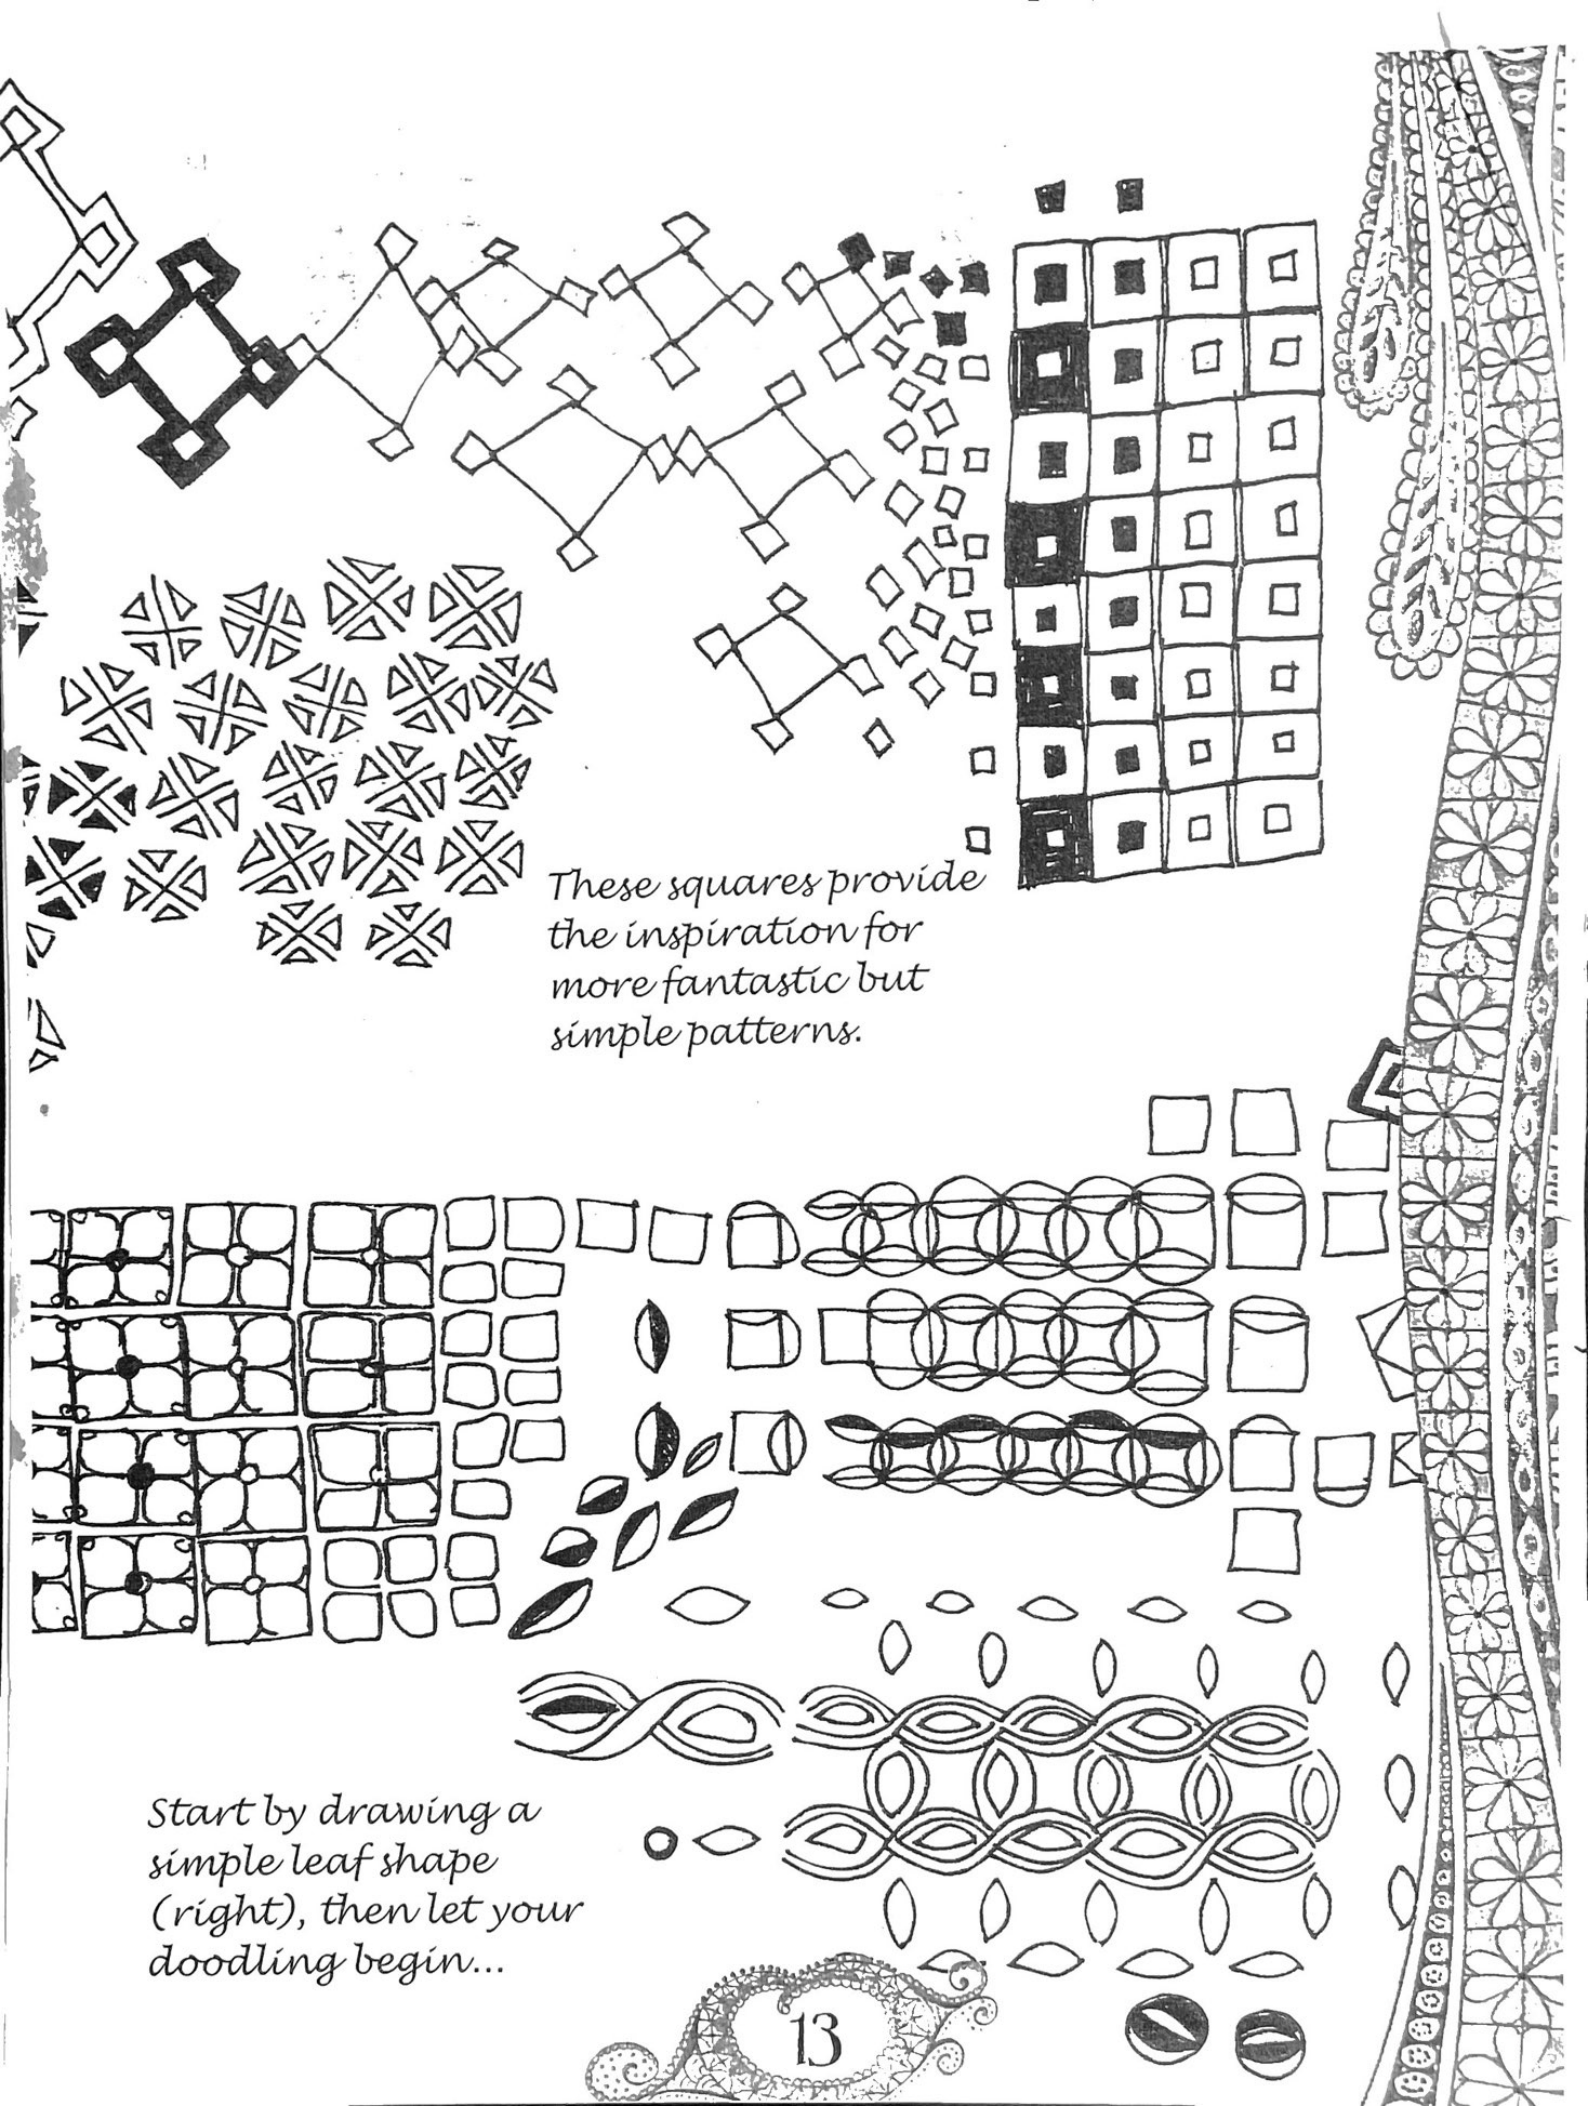 These squares provide
the inspiration for
more fantastic but
simple patterns.
Start by drawing a
simple leaf shape
(right), then let your
doodling begin...
13